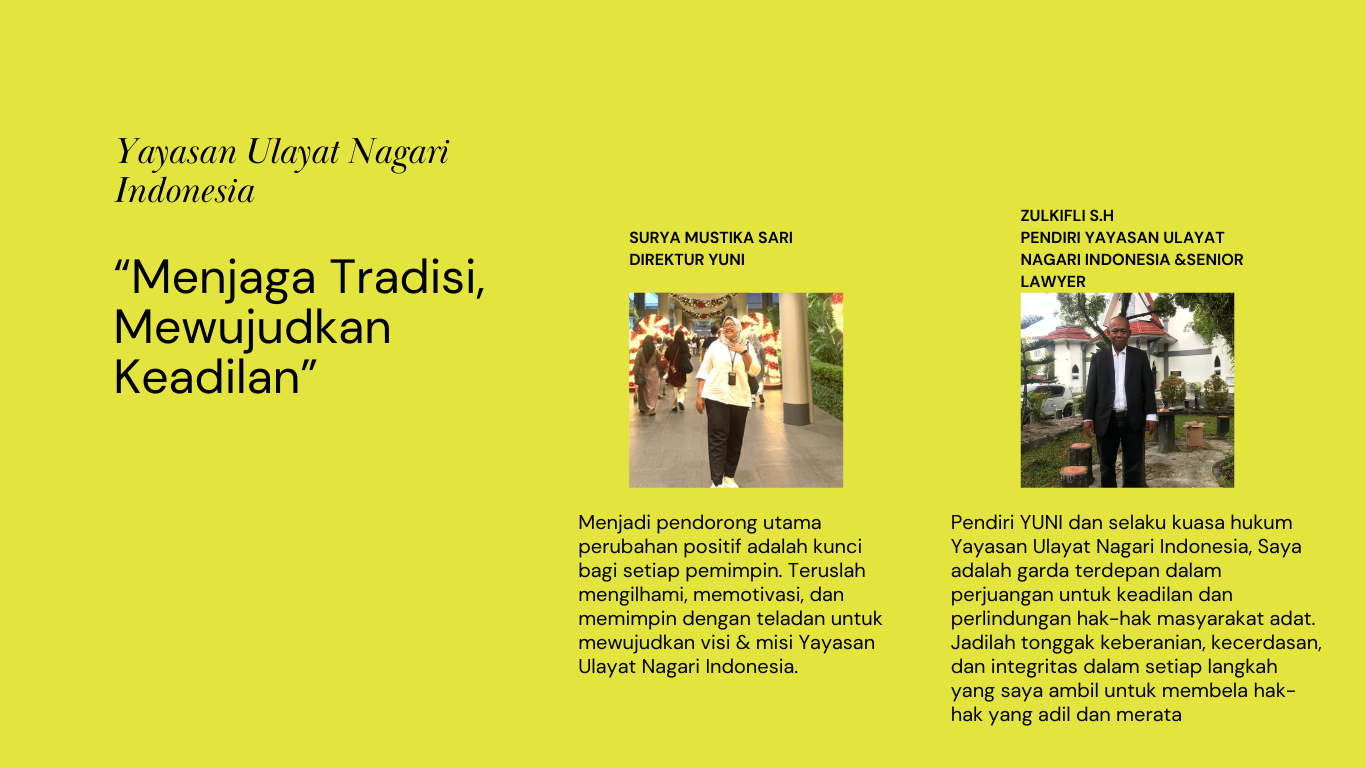 Yayasan Ulayat Nagari
Indonesia
“Menjaga Tradisi,
Mewujudkan
Keadilan”
SURYA MUSTIKA SARI
DIREKTUR YUNI
Menjadi pendorong utama
perubahan positif adalah kunci
bagi setiap pemimpin. Teruslah
mengilhami, memotivasi, dan
memimpin dengan teladan untuk
mewujudkan visi & misi Yayasan
Ulayat Nagari Indonesia.
ZULKIFLI S.H
PENDIRI YAYASAN ULAYAT
NAGARI INDONESIA &SENIOR
LAWYER
Pendiri YUNI dan selaku kuasa hukum
Yayasan Ulayat Nagari Indonesia, Saya
adalah garda terdepan dalam
perjuangan untuk keadilan dan
perlindungan hak-hak masyarakat adat.
Jadilah tonggak keberanian, kecerdasan,
dan integritas dalam setiap langkah
yang saya ambil untuk membela hak-
hak yang adil dan merata